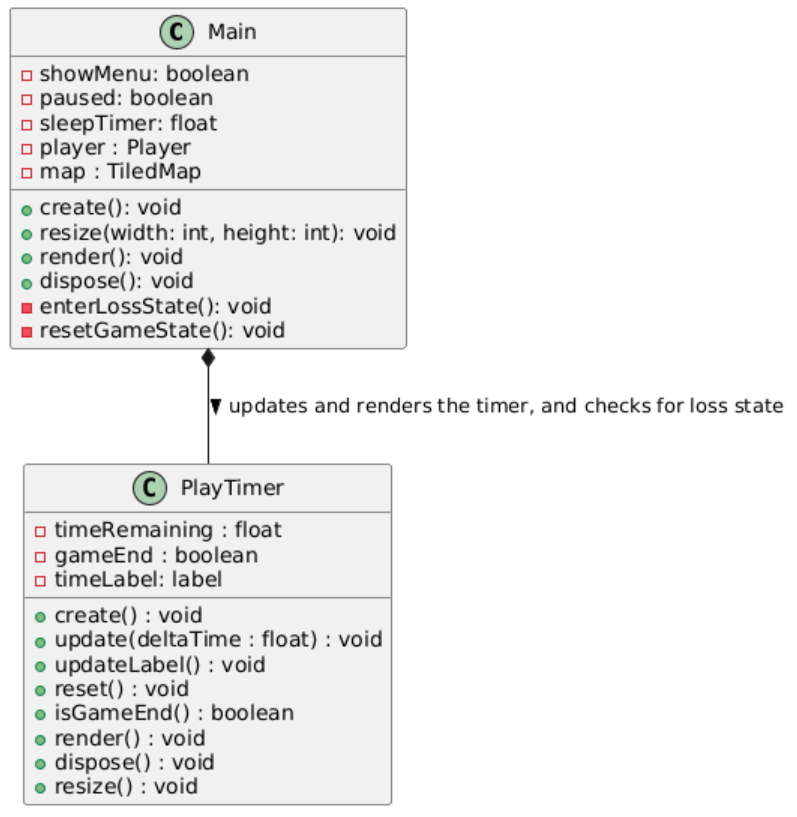 C Main
showMenu: boolean
paused: boolean
sleepTimer: float
player : Player
map : TiledMap
create(): void
resize(width: int, height: int): void
render(): void
dispose(): void
enterLossState(): void
resetGameState(): void
updates and renders the timer, and checks for loss state
C PlayTimer
timeRemaining : float
gameEnd : boolean
timeLabel: label
create() : void
update(deltaTime : float) : void
updateLabel() : void
reset() : void
isGameEnd() : boolean
render() : void
dispose() : void
resize() : void